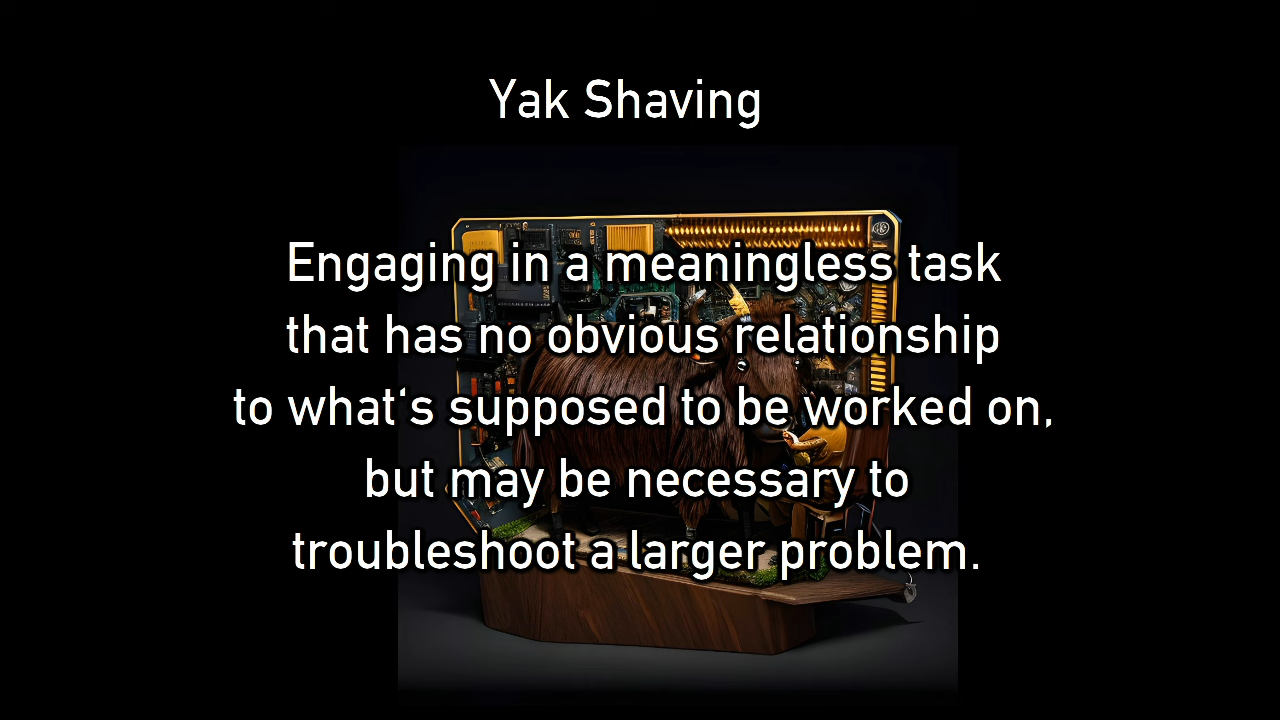 Yak Shaving
Engaging in a meaningless task
that has no obvious relationship
to what‘s supposed to be worked on,
but may be necessary to
troubleshoot a larger problem.